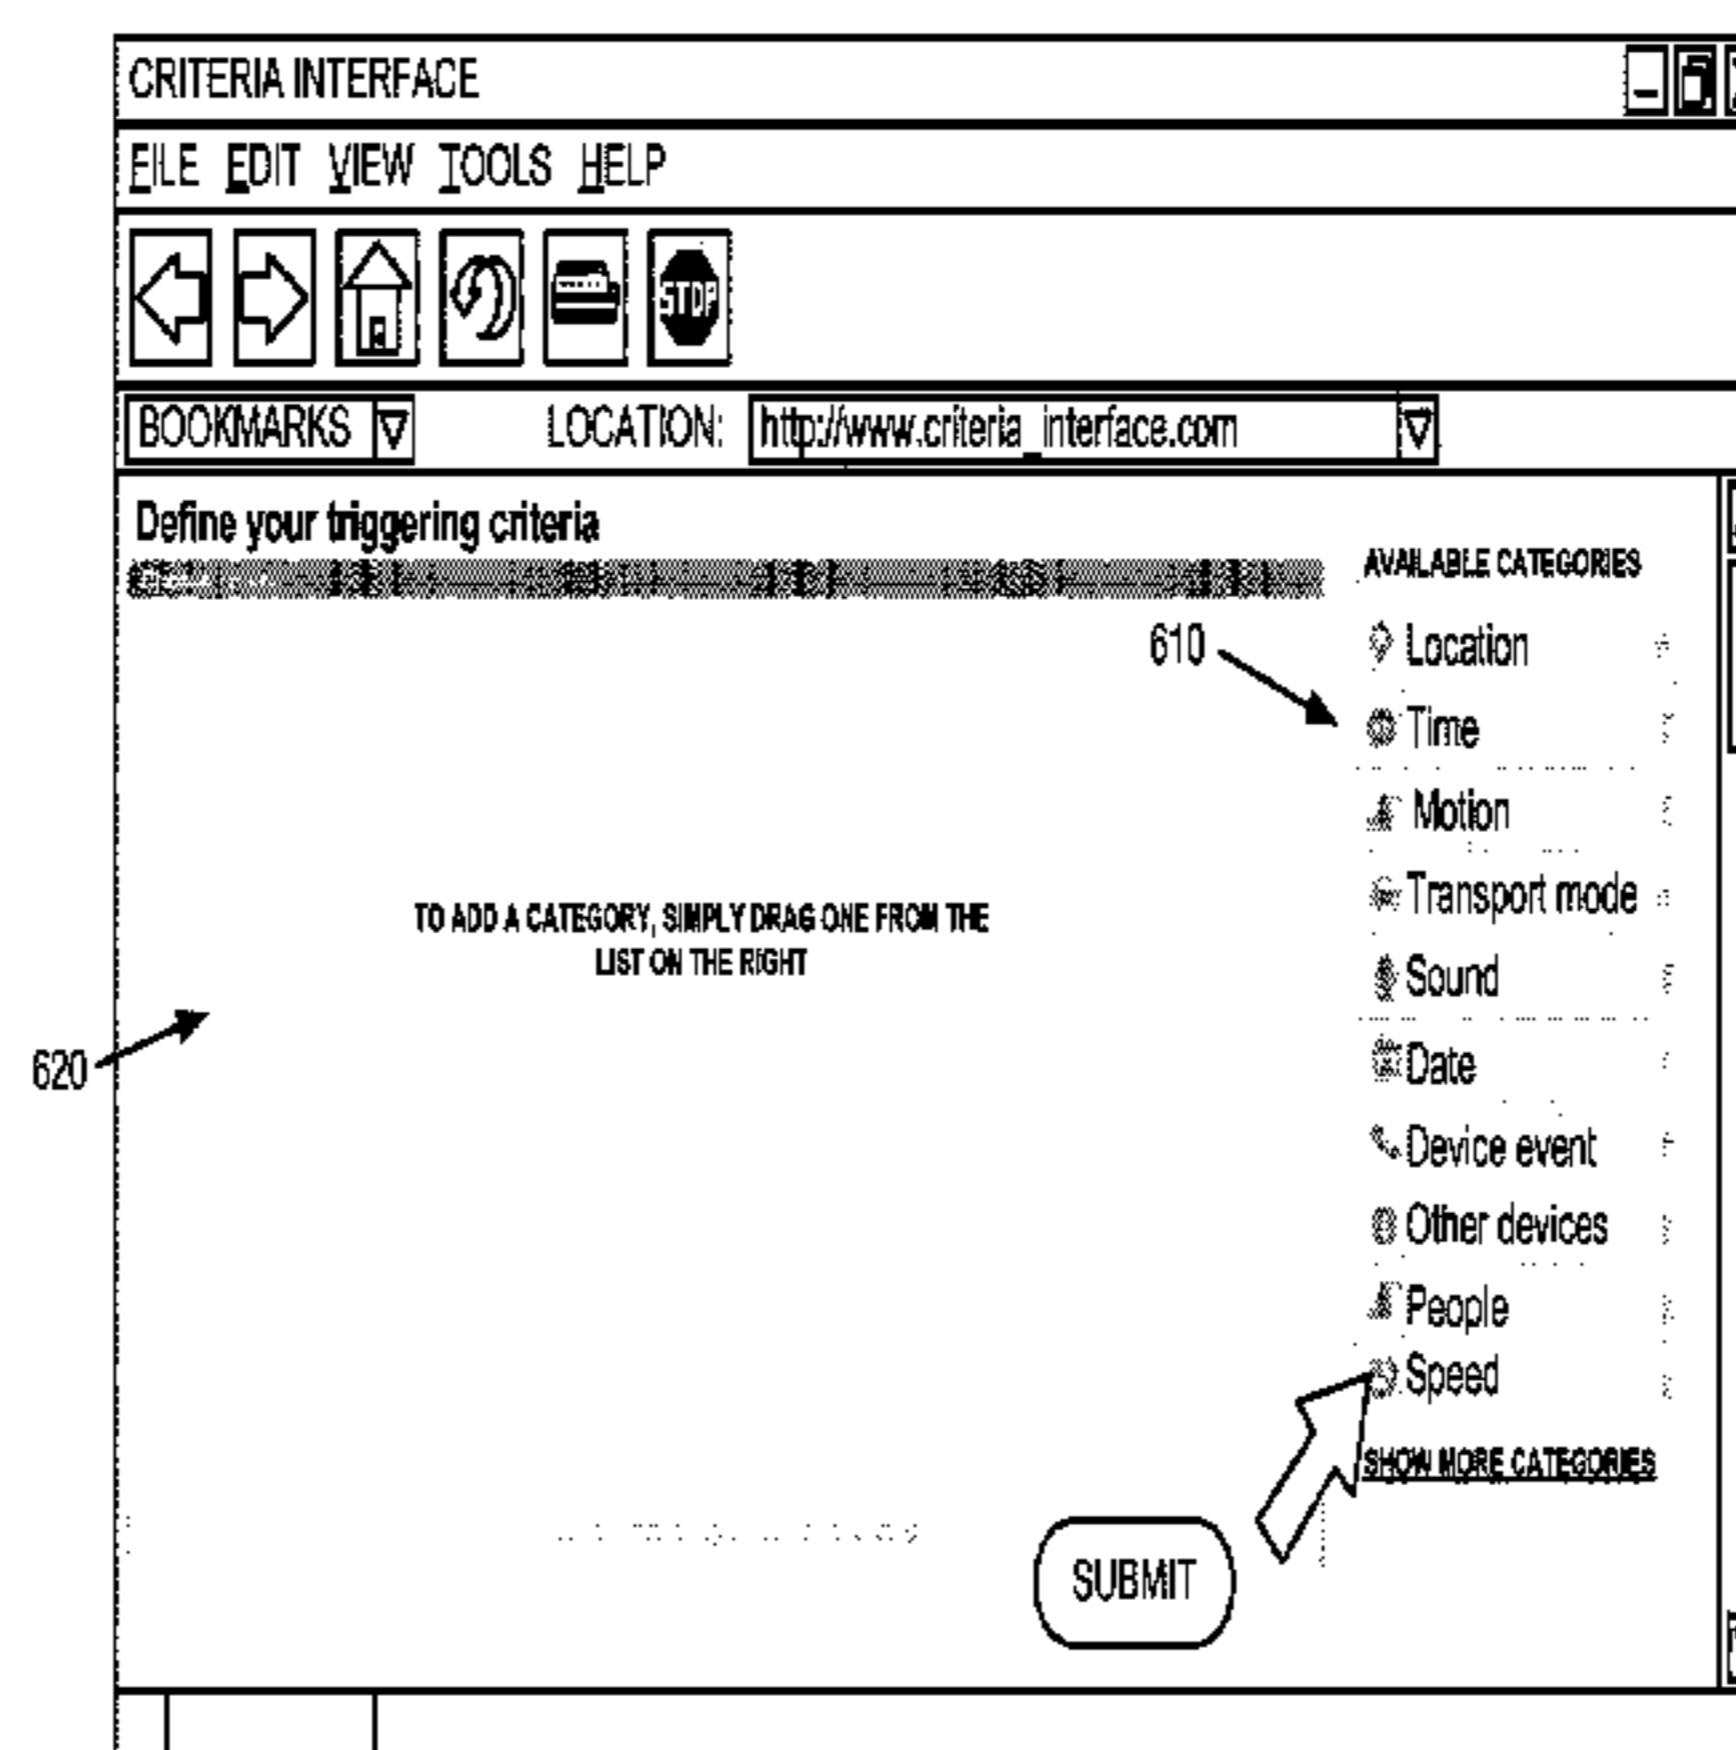 CRITERIA INTERFACE
FILE EDIT VIEW TOOLS HELP
STOP
BOOKMARKS LOCATION: http://www.criteria_interface.com
Define your triggering criteria
AVAILABLE CATEGORIES
610
Location
Time
Motion
Transport mode
TO ADD A CATEGORY, SIMPLY DRAG ONE FROM THE
LIST ON THE RIGHT
Sound
620
Date
Device event
Other devices
People
Speed
SHOW MORE CATEGORIES
SUBMIT